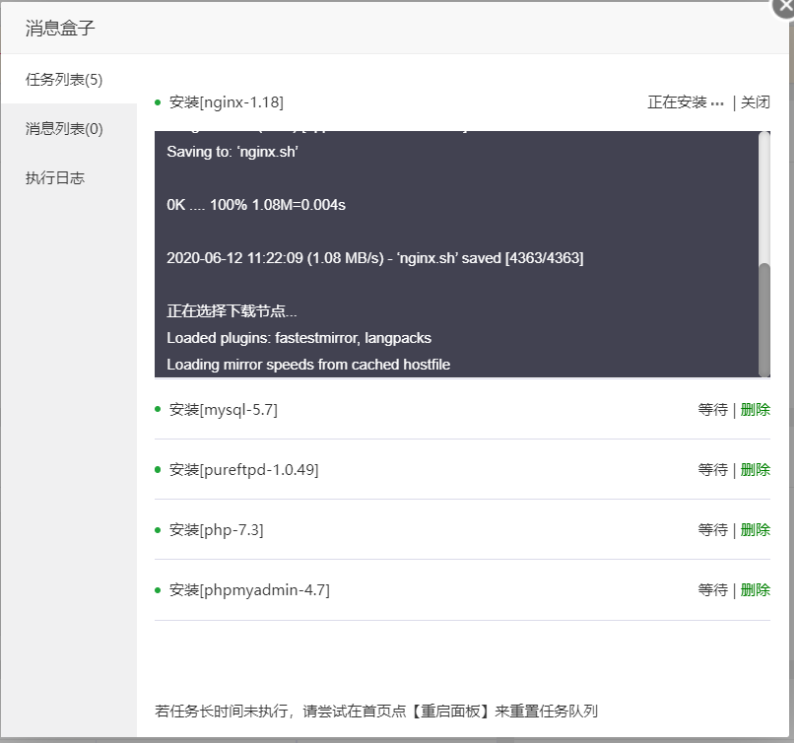 消息盒子
任务列表(5)
消息列表(0)
执行日志
安装[nginx-1.18]
正在安装 ··· | 关闭
Saving to: 'nginx.sh'
0K .... 100% 1.08M=0.004s
2020-06-12 11:22:09 (1.08 MB/s) - 'nginx.sh' saved [4363/4363]
正在选择下载节点...
Loaded plugins: fastestmirror, langpacks
Loading mirror speeds from cached hostfile
安装[mysql-5.7]
等待 | 删除
安装[pureftpd-1.0.49]
等待 | 删除
安装[php-7.3]
等待 | 删除
安装[phpmyadmin-4.7]
等待 | 删除
若任务长时间未执行，请尝试在首页点【重启面板】来重置任务队列